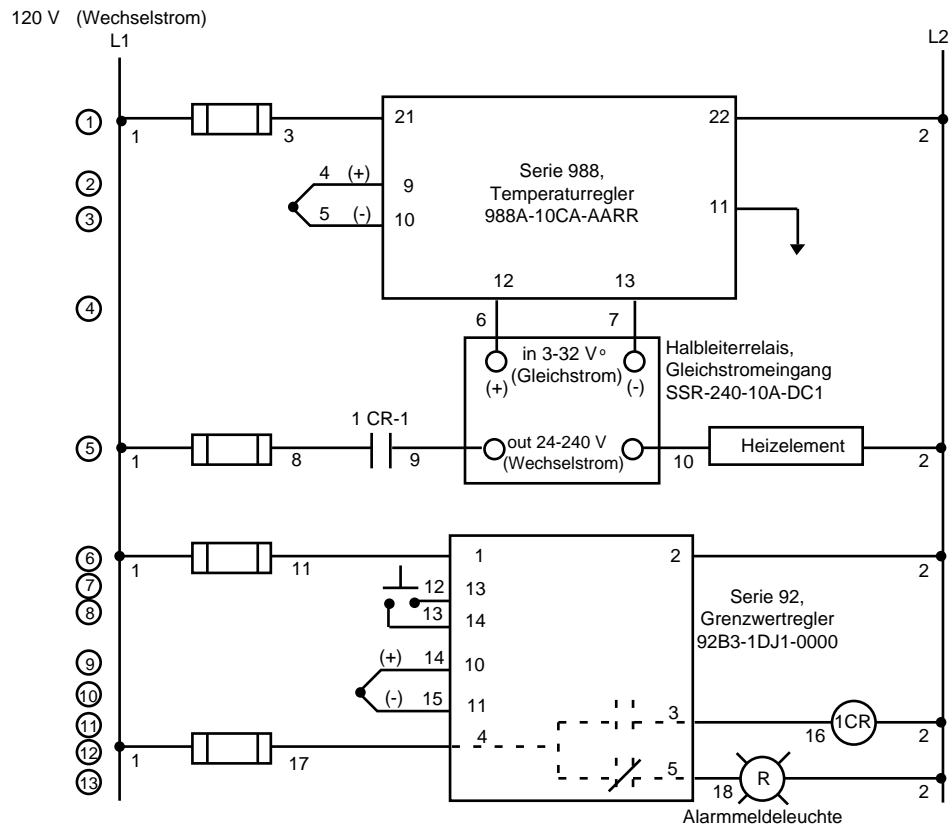 120 V (Wechselstrom)
L1
L2
1
1
3
21
22
2
2
4 (+)
9
Serie 988,
Temperaturregler
988A-10CA-AARR
3
5 (-)
10
11
12
13
4
6
7
in 3-32 V°
(Gleichstrom)
(+)
(-)
Halbleiterrelais,
Gleichstromeingang
SSR-240-10A-DC1
1 CR-1
5
1
8
9
out 24-240 V
(Wechselstrom)
10
Heizelement
2
6
1
11
1
2
2
7
12
13
8
13
14
Serie 92,
Grenzwertregler
92B3-1DJ1-0000
9
(+)
14
10
10
(-)
15
11
11
3
16
1CR
2
12
1
17
4
13
5
18
R
2
Alarmmeldeleuchte